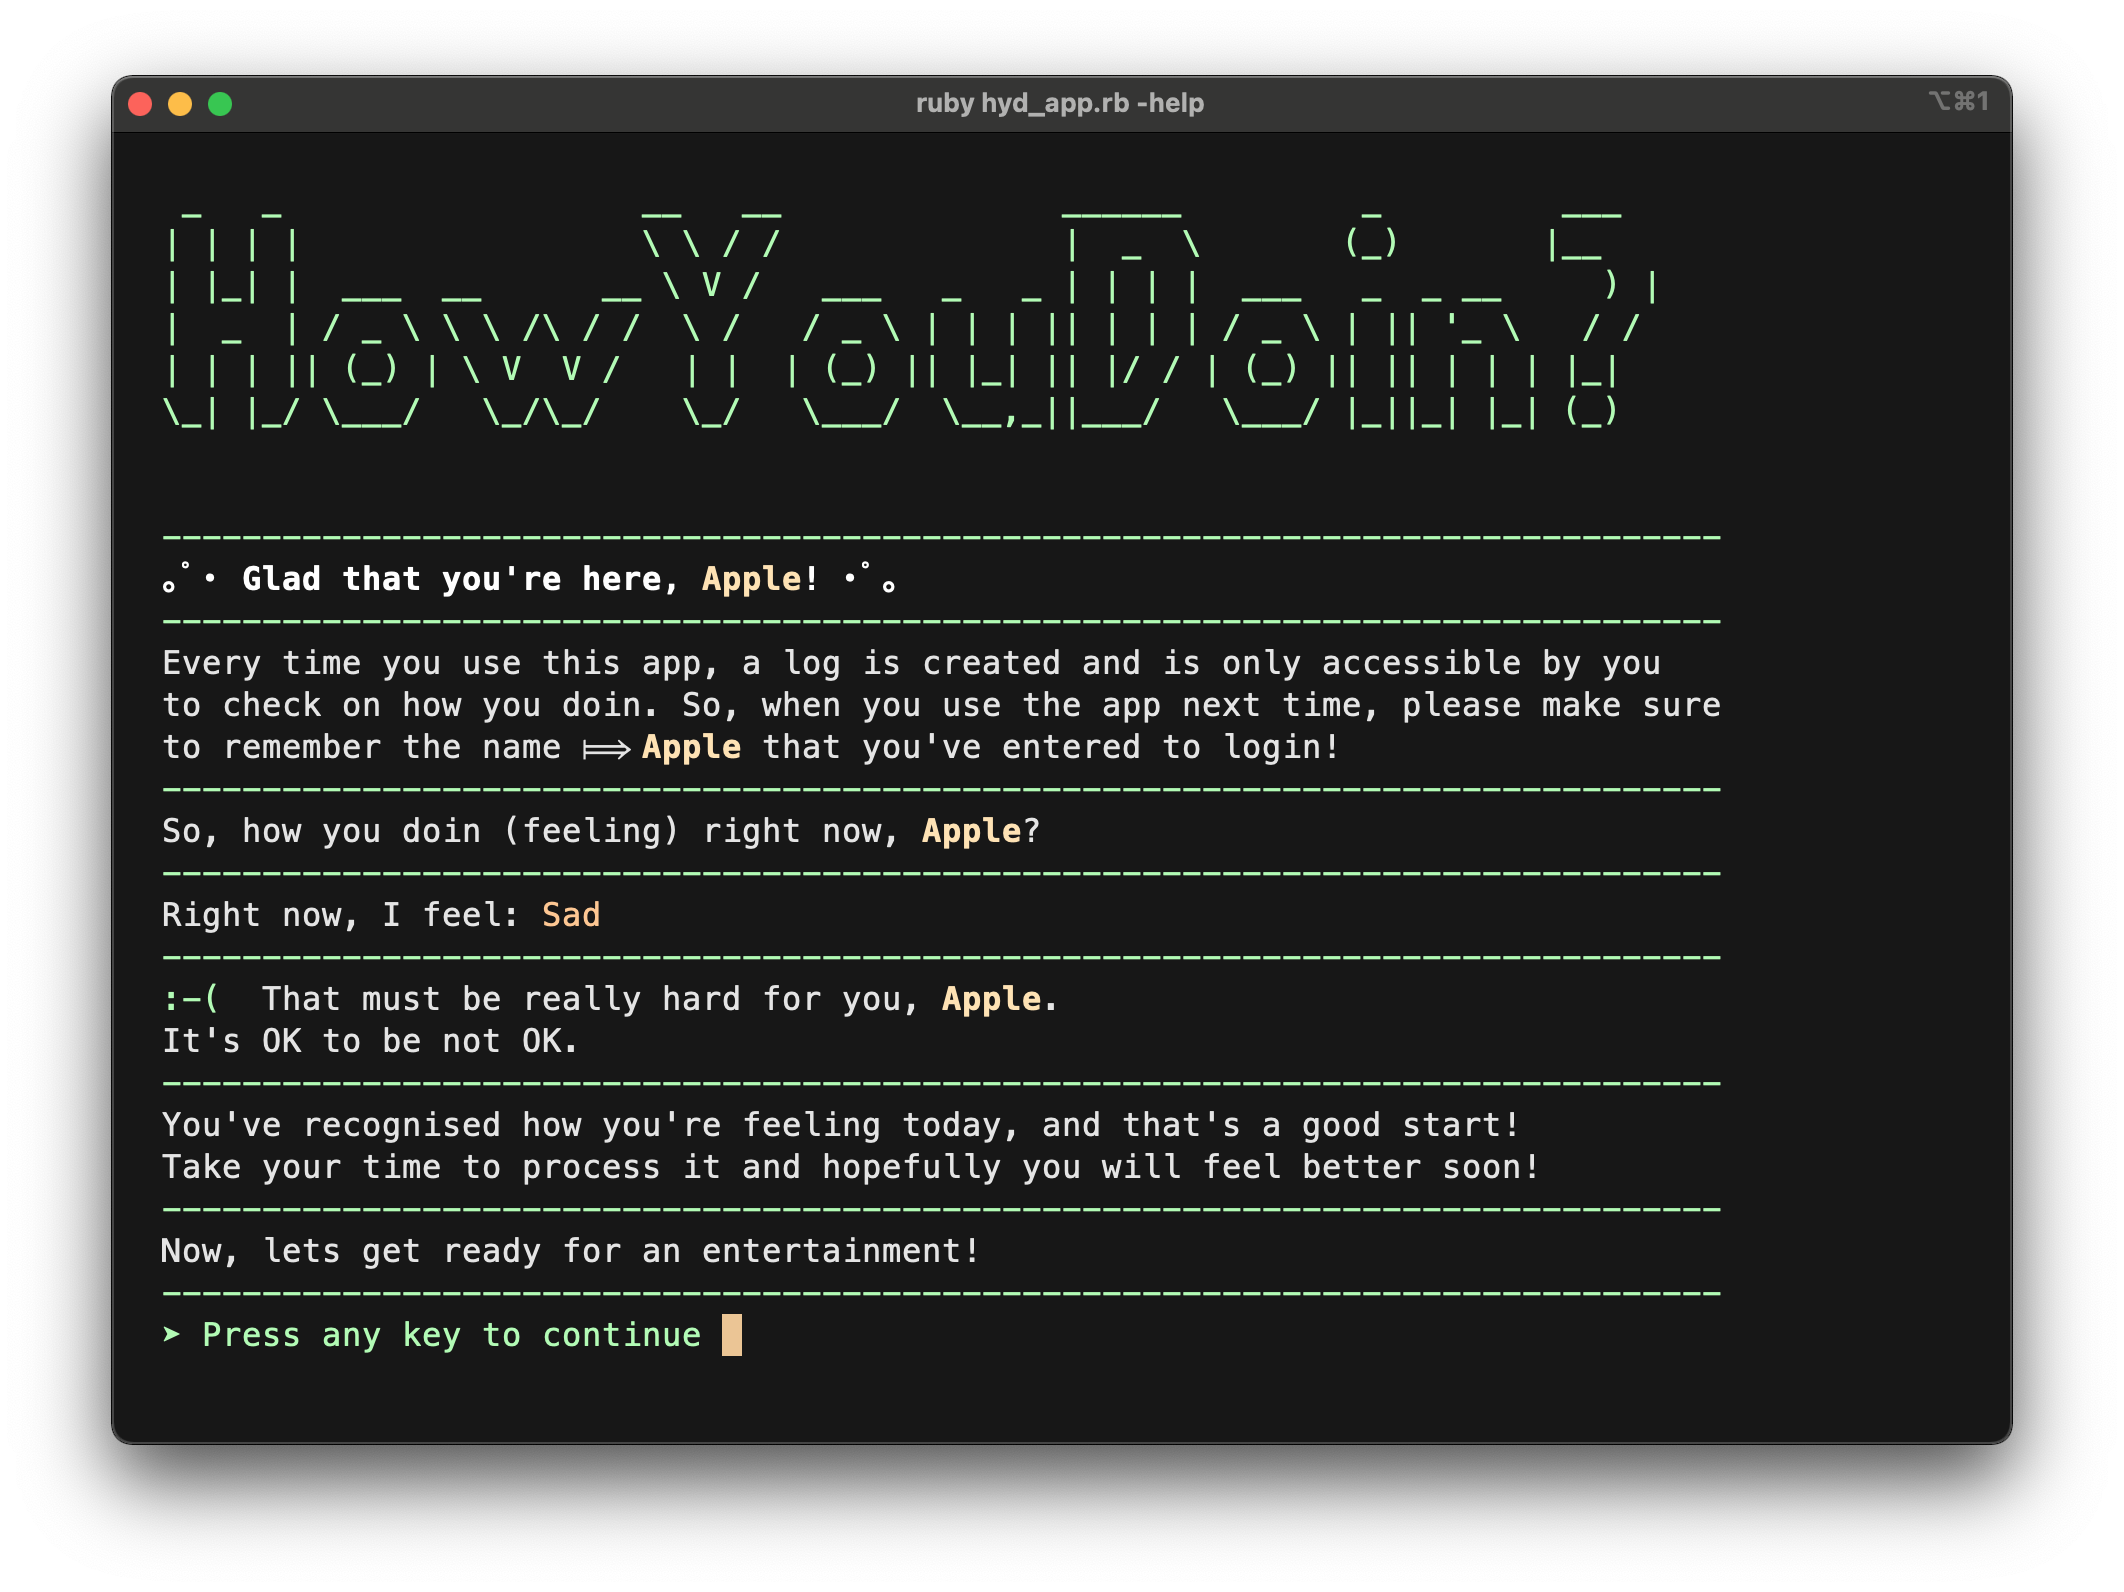 ruby hyd_app.rb -help
⌥⌘1
HowYouDoin?
------------------------------------------------------------------------------
｡ﾟ･ Glad that you're here, Apple! ･ﾟ｡
------------------------------------------------------------------------------
Every time you use this app, a log is created and is only accessible by you
to check on how you doin. So, when you use the app next time, please make sure
to remember the name ⟾ Apple that you've entered to login!
------------------------------------------------------------------------------
So, how you doin (feeling) right now, Apple?
------------------------------------------------------------------------------
Right now, I feel: Sad
------------------------------------------------------------------------------
:-(  That must be really hard for you, Apple.
It's OK to be not OK.
------------------------------------------------------------------------------
You've recognised how you're feeling today, and that's a good start!
Take your time to process it and hopefully you will feel better soon!
------------------------------------------------------------------------------
Now, lets get ready for an entertainment!
------------------------------------------------------------------------------
➤ Press any key to continue